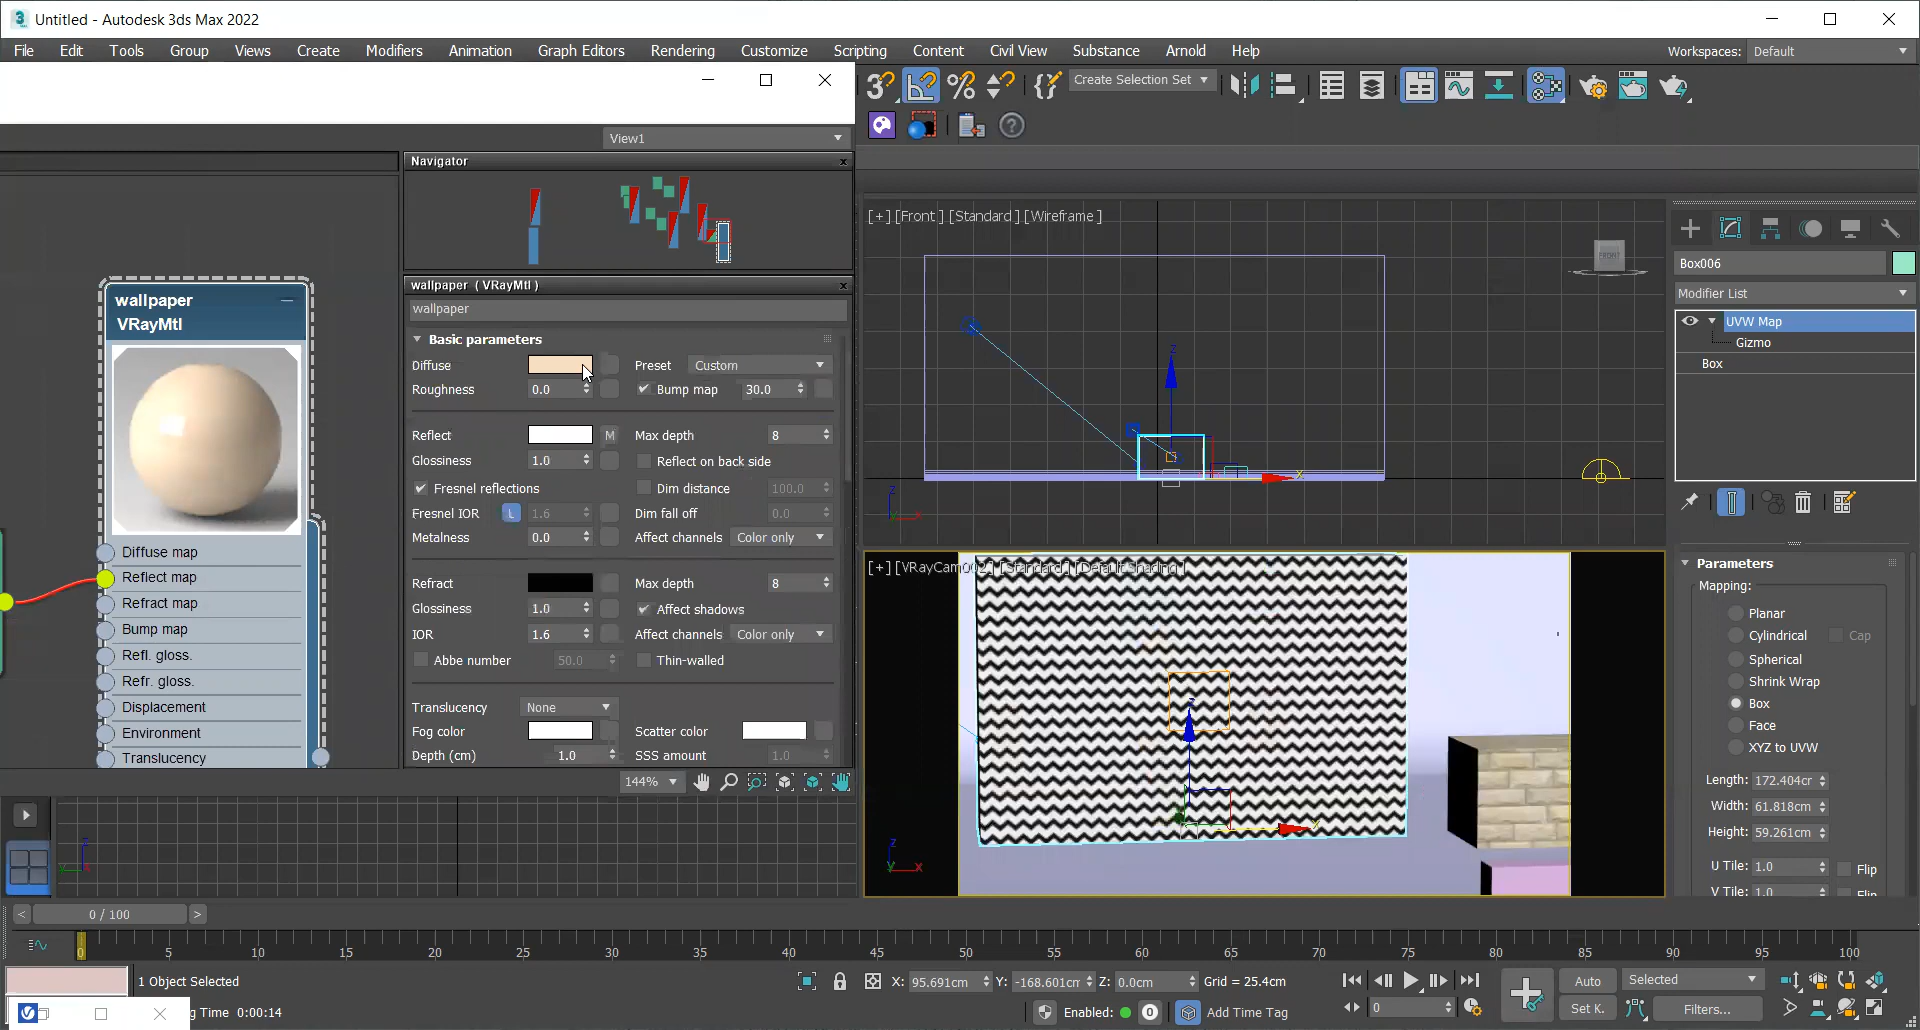 Untitled - Autodesk 3ds Max 2022
File Edit Tools Group Views Create Modifiers Animation Graph Editors Rendering Customize Scripting Content Civil View Substance Arnold Help
Workspaces: Default
Create Selection Set
View1
Navigator
wallpaper ( VRayMtl )
wallpaper
wallpaper
VRayMtl
Diffuse map
Reflect map
Refract map
Bump map
Refl. gloss.
Refr. gloss.
Displacement
Environment
Translucency
Basic parameters
Diffuse Preset Custom
Roughness 0.0 Bump map 30.0
Reflect M Max depth 8
Glossiness 1.0 Reflect on back side
Fresnel reflections Dim distance 100.0
Fresnel IOR L 1.6 Dim fall off 0.0
Metalness 0.0 Affect channels Color only
Refract Max depth 8
Glossiness 1.0 Affect shadows
IOR 1.6 Affect channels Color only
Abbe number 50.0 Thin-walled
Translucency None
Fog color Scatter color
Depth (cm) 1.0 SSS amount 1.0
144%
[+] [Front ] [Standard ] [Wireframe ]
FRONT
z
x
z
x
[+] [VRayCam002] [Standard ] [Default Shading ]
z
x
z
y
x
z
y
x
Box006
Modifier List
UVW Map
Gizmo
Box
Parameters
Mapping:
Planar
Cylindrical Cap
Spherical
Shrink Wrap
Box
Face
XYZ to UVW
Length: 172.404cr
Width: 61.818cm
Height: 59.261cm
U Tile: 1.0 Flip
V Tile: 1.0 Flip
< 0 / 100 >
0 5 10 15 20 25 30 35 40 45 50 55 60 65 70 75 80 85 90 95 100
1 Object Selected
X: 95.691cm Y: -168.601cm Z: 0.0cm Grid = 25.4cm
Auto Selected
g Time 0:00:14
Enabled: 0 Add Time Tag
0
Set K. Filters...